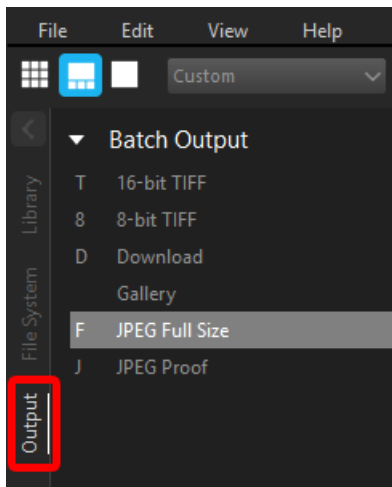 File Edit View Help
Custom
Batch Output
T 16-bit TIFF
8 8-bit TIFF
D Download
Gallery
F JPEG Full Size
J JPEG Proof
Library
File System
Output